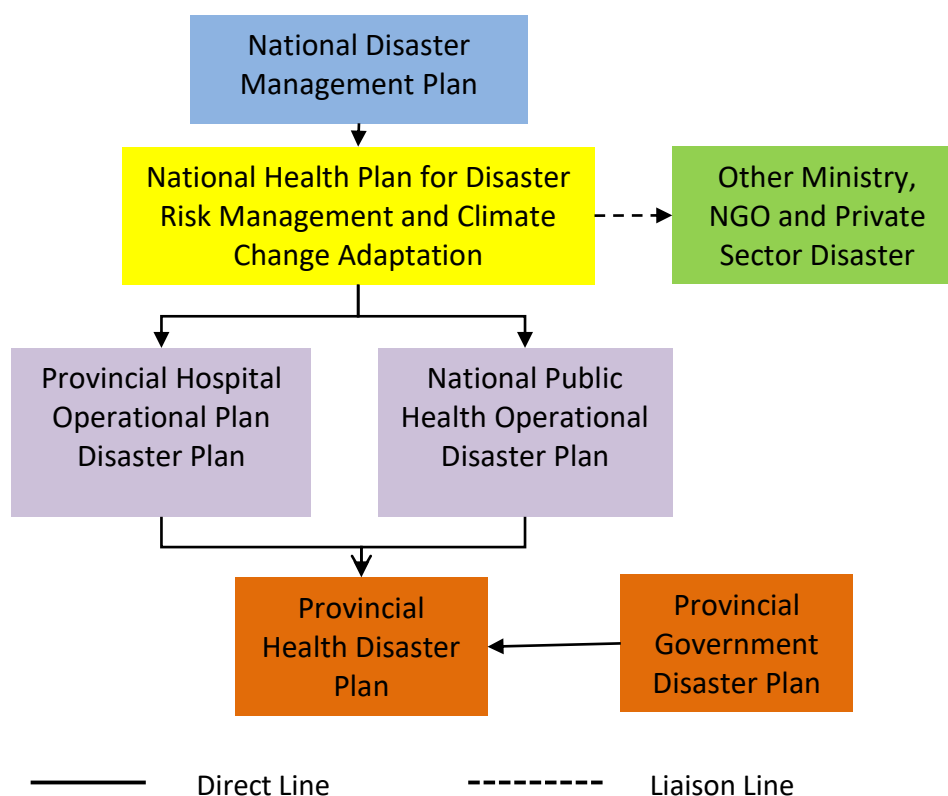 National Disaster
Management Plan
National Health Plan for Disaster
Risk Management and Climate
Change Adaptation
Other Ministry,
NGO and Private
Sector Disaster
Provincial Hospital
Operational Plan
Disaster Plan
National Public
Health Operational
Disaster Plan
Provincial
Health Disaster
Plan
Provincial
Government
Disaster Plan
Direct Line
Liaison Line